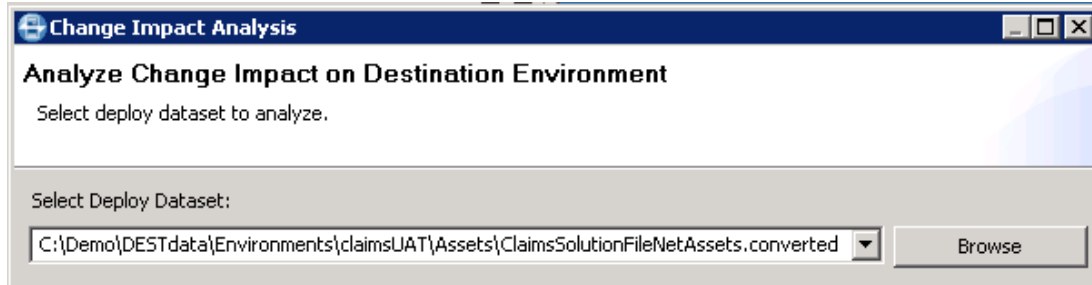 Change Impact Analysis
Analyze Change Impact on Destination Environment
Select deploy dataset to analyze.
Select Deploy Dataset:
C:\Demo\DESTdata\Environments\claimsUAT\Assets\ClaimsSolutionFileNetAssets.converted
Browse